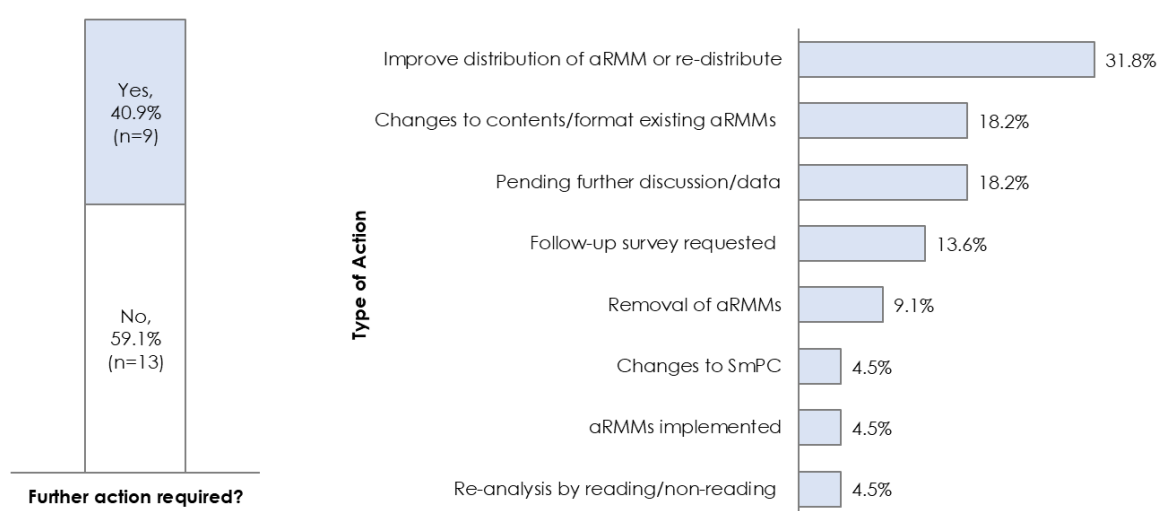 Yes,
40.9%
(n=9)
No,
59.1%
(n=13)
Further action required?
Type of Action
Improve distribution of aRMM or re-distribute
31.8%
Changes to contents/format existing aRMMs
18.2%
Pending further discussion/data
18.2%
Follow-up survey requested
13.6%
Removal of aRMMs
9.1%
Changes to SmPC
4.5%
aRMMs implemented
4.5%
Re-analysis by reading/non-reading
4.5%